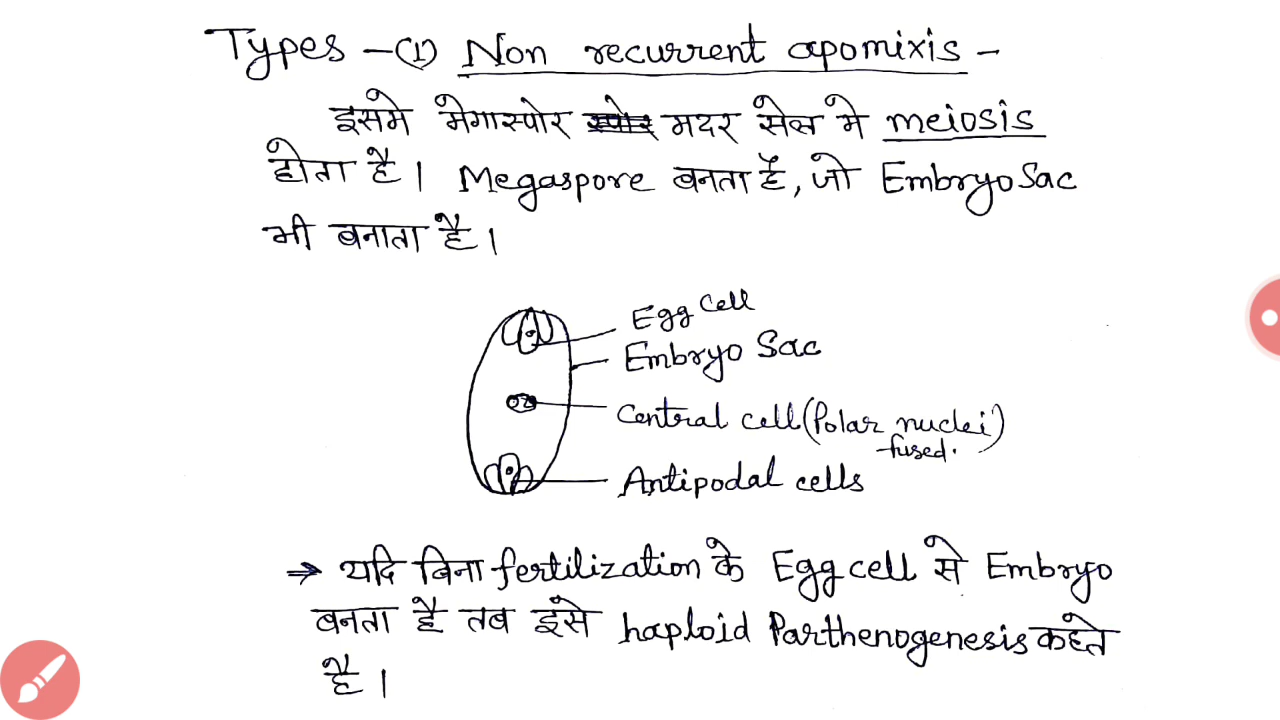 Types - (1) Non recurrent apomixis -
इसमे मेगास्पोर स्पोर मदर सेल मे meiosis
होता है। Megaspore बनता है, जो Embryo Sac
भी बनाता है।
Egg Cell
Embryo Sac
Central cell (Polar nuclei)
fused.
Antipodal cells
→ यदि बिना fertilization के Egg cell से Embryo
बनता है तब इसे haploid Parthenogenesis कहते
है।